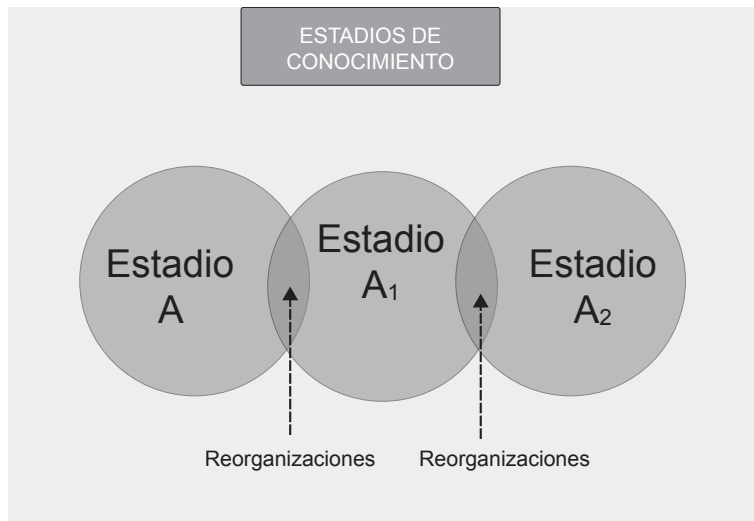 ESTADIOS DE
CONOCIMIENTO
Estadio
A
Estadio
A₁
Estadio
A₂
Reorganizaciones
Reorganizaciones